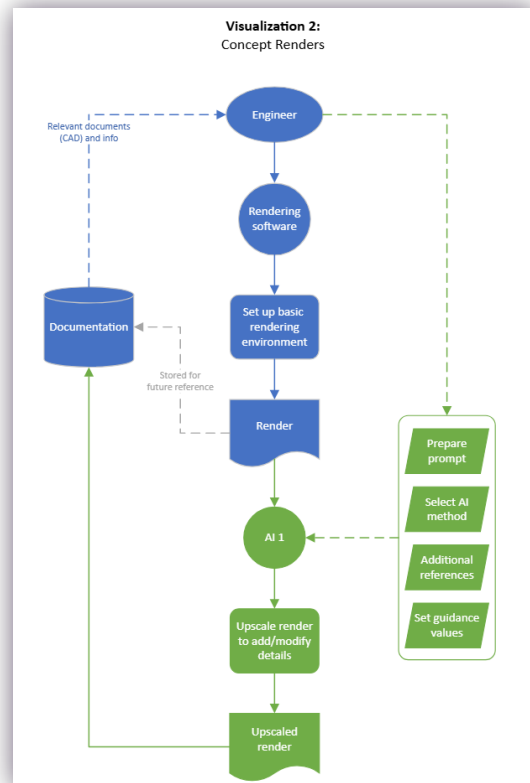 Visualization 2:
Concept Renders
Engineer
Relevant documents
(CAD) and info
Rendering
software
Set up basic
rendering
environment
Documentation
Stored for
future reference
Render
Prepare
prompt
Select AI
method
AI 1
Additional
references
Set guidance
values
Upscale render
to add/modify
details
Upscaled
render